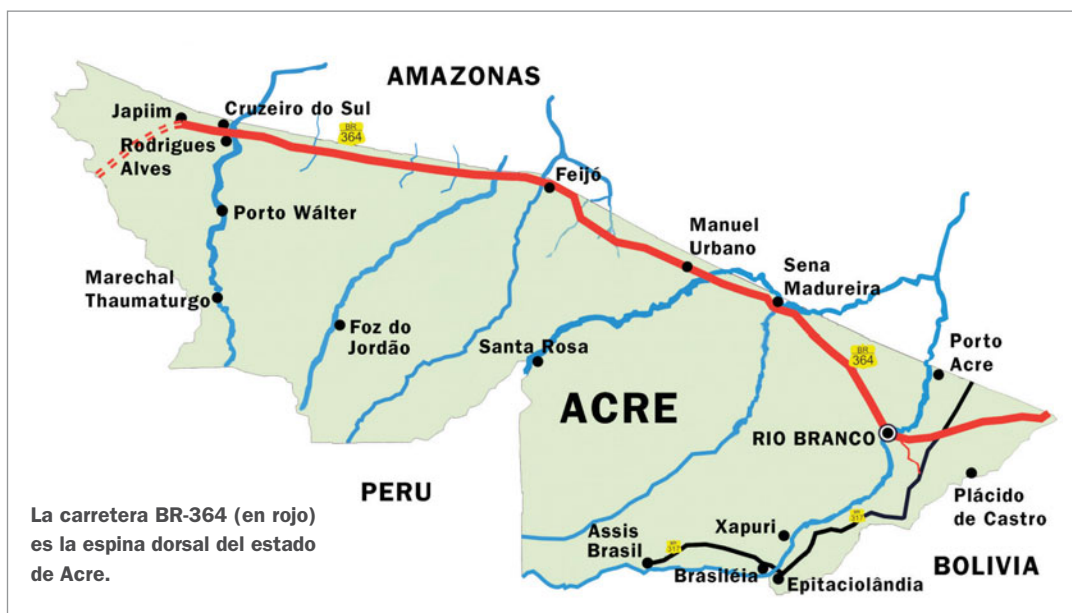 AMAZONAS
Japiim
Cruzeiro do Sul
BR
364
Rodrigues
Alves
Feijó
Porto Wálter
Manuel
Urbano
Marechal
Thaumaturgo
Sena
Madureira
Foz do
Jordão
Santa Rosa
BR
364
Porto
Acre
ACRE
RIO BRANCO
PERU
Plácido
de Castro
La carretera BR-364 (en rojo)
es la espina dorsal del estado
de Acre.
Assis
Brasil
BR
317
Xapuri
BR
317
Brasiléia
Epitaciolândia
BOLIVIA